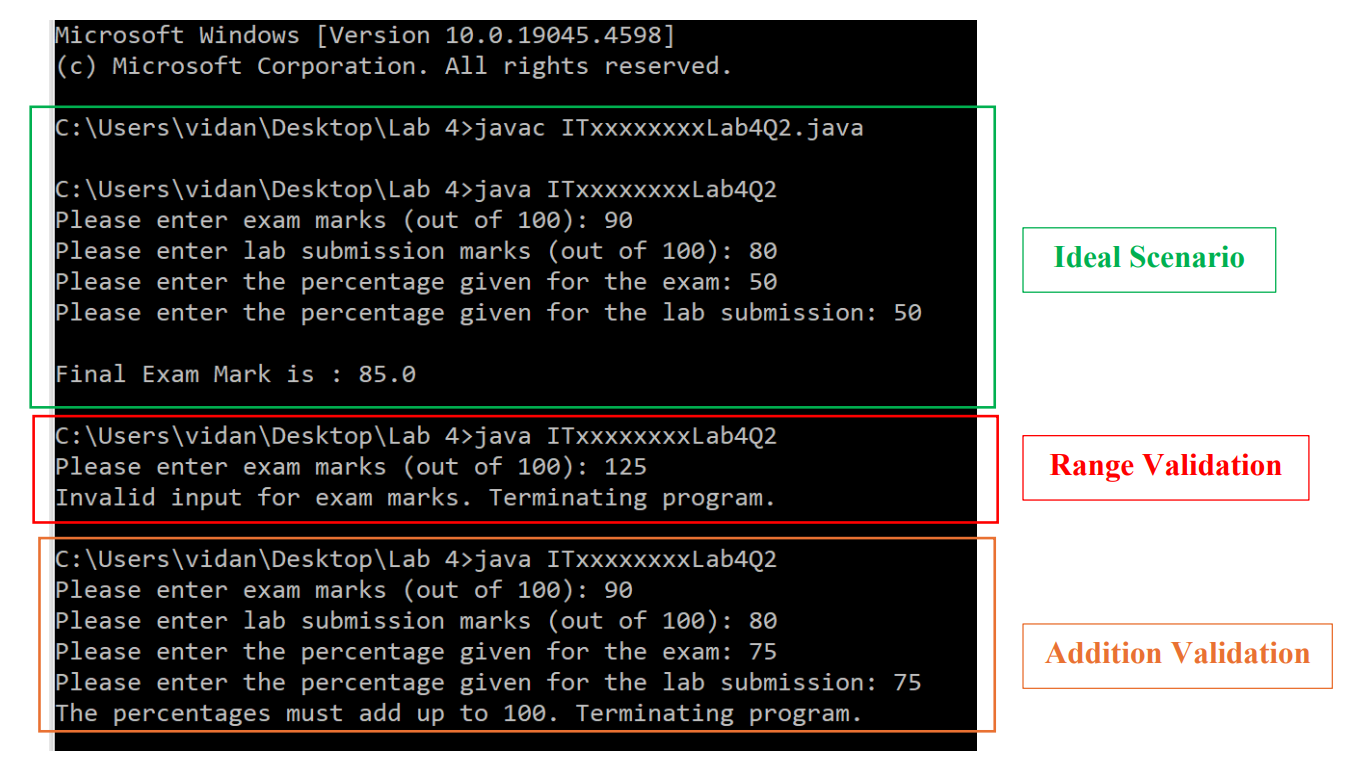 Microsoft Windows [Version 10.0.19045.4598]
(c) Microsoft Corporation. All rights reserved.
C:\Users\vidan\Desktop\Lab 4>javac ITxxxxxxxxLab4Q2.java
C:\Users\vidan\Desktop\Lab 4>java ITxxxxxxxxLab4Q2
Please enter exam marks (out of 100): 90
Please enter lab submission marks (out of 100): 80
Please enter the percentage given for the exam: 50
Please enter the percentage given for the lab submission: 50
Final Exam Mark is : 85.0
Ideal Scenario
C:\Users\vidan\Desktop\Lab 4>java ITxxxxxxxxLab4Q2
Please enter exam marks (out of 100): 125
Invalid input for exam marks. Terminating program.
Range Validation
C:\Users\vidan\Desktop\Lab 4>java ITxxxxxxxxLab4Q2
Please enter exam marks (out of 100): 90
Please enter lab submission marks (out of 100): 80
Please enter the percentage given for the exam: 75
Please enter the percentage given for the lab submission: 75
The percentages must add up to 100. Terminating program.
Addition Validation